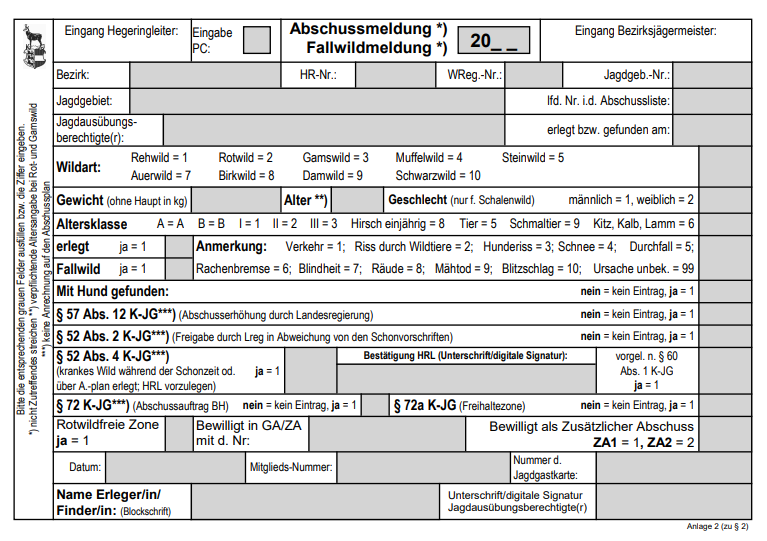 Eingang Hegeringleiter:
Eingabe
PC:
Abschussmeldung *)
Fallwildmeldung *)
20_ _
Eingang Bezirksjägermeister:
Bezirk:
HR-Nr.:
WReg.-Nr.:
Jagdgeb.-Nr.:
Jagdgebiet:
lfd. Nr. i.d. Abschussliste:
Jagdausübungs-
berechtigte(r):
erlegt bzw. gefunden am:
Wildart:
Rehwild = 1 Rotwild = 2 Gamswild = 3 Muffelwild = 4 Steinwild = 5
Auerwild = 7 Birkwild = 8 Damwild = 9 Schwarzwild = 10
Gewicht (ohne Haupt in kg)
Alter **)
Geschlecht (nur f. Schalenwild) männlich = 1, weiblich = 2
Altersklasse A = A B = B I = 1 II = 2 III = 3 Hirsch einjährig = 8 Tier = 5 Schmaltier = 9 Kitz, Kalb, Lamm = 6
erlegt ja = 1
Anmerkung: Verkehr = 1; Riss durch Wildtiere = 2; Hunderiss = 3; Schnee = 4; Durchfall = 5;
Fallwild ja = 1
Rachenbremse = 6; Blindheit = 7; Räude = 8; Mähtod = 9; Blitzschlag = 10; Ursache unbek. = 99
Mit Hund gefunden: nein = kein Eintrag, ja = 1
§ 57 Abs. 12 K-JG***) (Abschusserhöhung durch Landesregierung) nein = kein Eintrag, ja = 1
§ 52 Abs. 2 K-JG***) (Freigabe durch Lreg in Abweichung von den Schonvorschriften) nein = kein Eintrag, ja = 1
§ 52 Abs. 4 K-JG***)
(krankes Wild während der Schonzeit od. ja = 1
über A.-plan erlegt; HRL vorzulegen)
Bestätigung HRL (Unterschrift/digitale Signatur):
vorgel. n. § 60
Abs. 1 K-JG
ja = 1
§ 72 K-JG***) (Abschussauftrag BH) nein = kein Eintrag, ja = 1
§ 72a K-JG (Freihaltezone) nein = kein Eintrag, ja = 1
Rotwildfreie Zone
ja = 1
Bewilligt in GA/ZA
mit d. Nr:
Bewilligt als Zusätzlicher Abschuss
ZA1 = 1, ZA2 = 2
Datum:
Mitglieds-Nummer:
Nummer d.
Jagdgastkarte:
Name Erleger/in/
Finder/in: (Blockschrift)
Unterschrift/digitale Signatur
Jagdausübungsberechtigte(r)
Anlage 2 (zu § 2)
Bitte die entsprechenden grauen Felder ausfüllen bzw. die Ziffer eingeben.
*) nicht Zutreffendes streichen **) verpflichtende Altersangabe bei Rot- und Gamswild
***) keine Anrechnung auf den Abschussplan